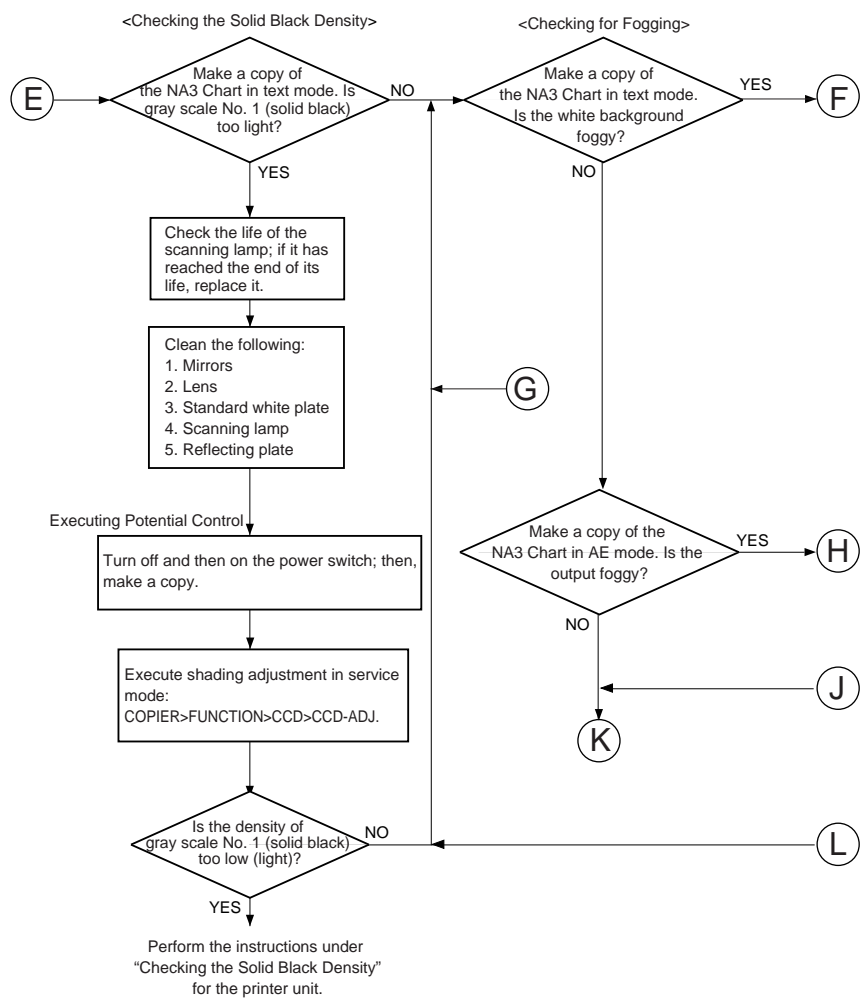 <Checking the Solid Black Density>
E
Make a copy of
the NA3 Chart in text mode. Is
gray scale No. 1 (solid black)
too light?
NO
YES
Check the life of the
scanning lamp; if it has
reached the end of its
life, replace it.
Clean the following:
1. Mirrors
2. Lens
3. Standard white plate
4. Scanning lamp
5. Reflecting plate
Executing Potential Control
Turn off and then on the power switch; then,
make a copy.
Execute shading adjustment in service
mode:
COPIER>FUNCTION>CCD>CCD-ADJ.
Is the density of
gray scale No. 1 (solid black)
too low (light)?
NO
YES
Perform the instructions under
“Checking the Solid Black Density”
for the printer unit.
<Checking for Fogging>
Make a copy of
the NA3 Chart in text mode.
Is the white background
foggy?
YES
F
NO
G
Make a copy of the
NA3 Chart in AE mode. Is the
output foggy?
YES
H
NO
J
K
L